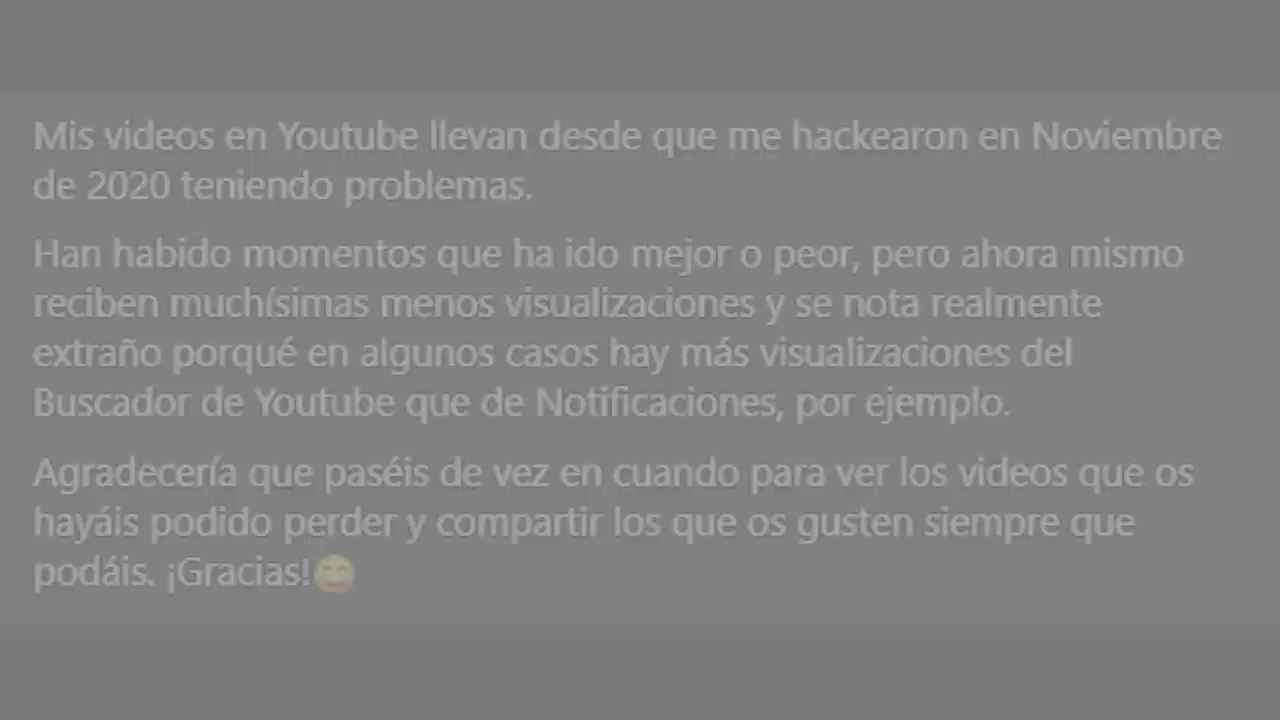 Mis videos en Youtube llevan desde que me hackearon en Noviembre
de 2020 teniendo problemas.
Han habido momentos que ha ido mejor o peor, pero ahora mismo
reciben muchísimas menos visualizaciones y se nota realmente
extraño porqué en algunos casos hay más visualizaciones del
Buscador de Youtube que de Notificaciones, por ejemplo.
Agradecería que paséis de vez en cuando para ver los videos que os
hayáis podido perder y compartir los que os gusten siempre que
podáis. ¡Gracias!😊